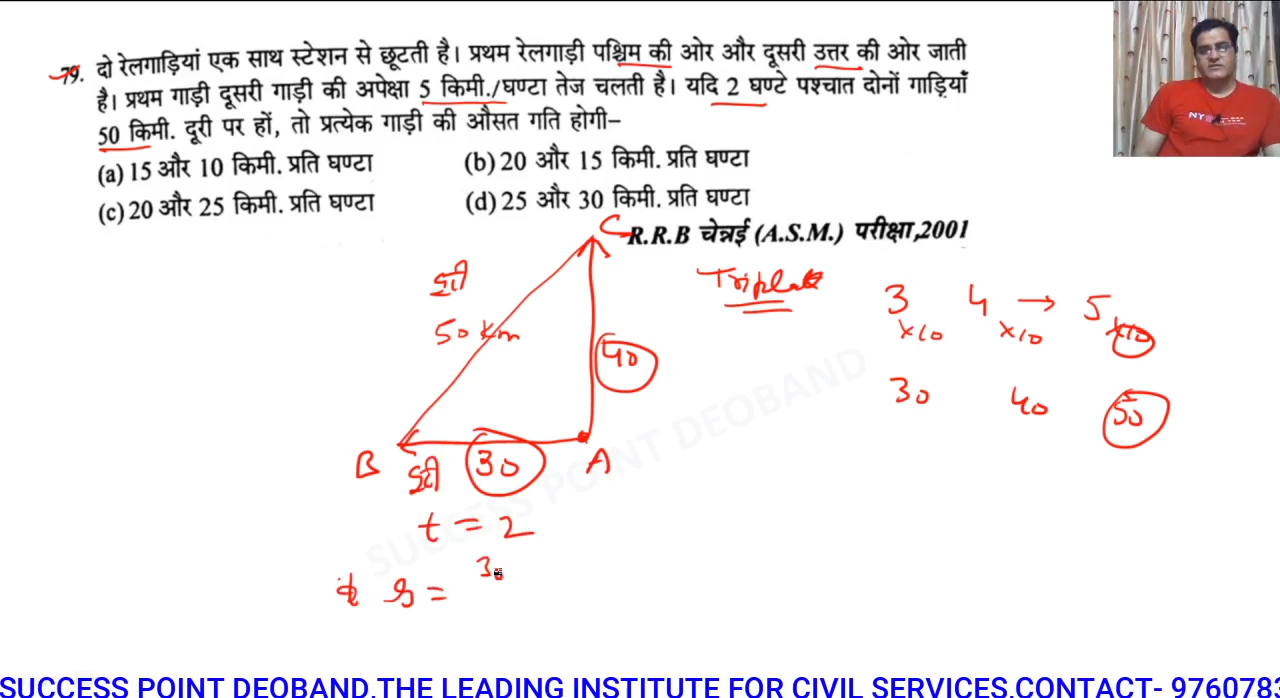 79. दो रेलगाड़ियां एक साथ स्टेशन से छूटती है। प्रथम रेलगाड़ी पश्चिम की ओर और दूसरी उत्तर की ओर जाती
है। प्रथम गाड़ी दूसरी गाड़ी की अपेक्षा 5 किमी./घण्टा तेज चलती है। यदि 2 घण्टे पश्चात दोनों गाड़ियाँ
50 किमी. दूरी पर हों, तो प्रत्येक गाड़ी की औसत गति होगी–
(a) 15 और 10 किमी. प्रति घण्टा (b) 20 और 15 किमी. प्रति घण्टा
(c) 20 और 25 किमी. प्रति घण्टा (d) 25 और 30 किमी. प्रति घण्टा
R.R.B चेन्नई (A.S.M.) परीक्षा,2001
C
दूरी
50 km
40
B
दूरी 30
A
t = 2
S = 30
3 4 → 5
×10 ×10 ×10
30 40 50
NY
SUCCESS POINT DEOBAND
SUCCESS POINT DEOBAND.THE LEADING INSTITUTE FOR CIVIL SERVICES.CONTACT- 9760783